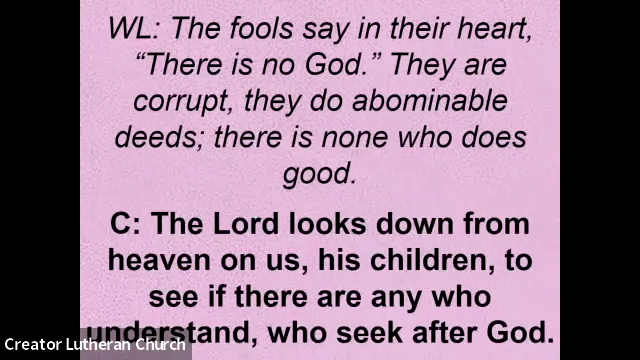 WL: The fools say in their heart,
“There is no God.” They are
corrupt, they do abominable
deeds; there is none who does
good.
C: The Lord looks down from
heaven on us, his children, to
see if there are any who
understand, who seek after God.
Creator Lutheran Church